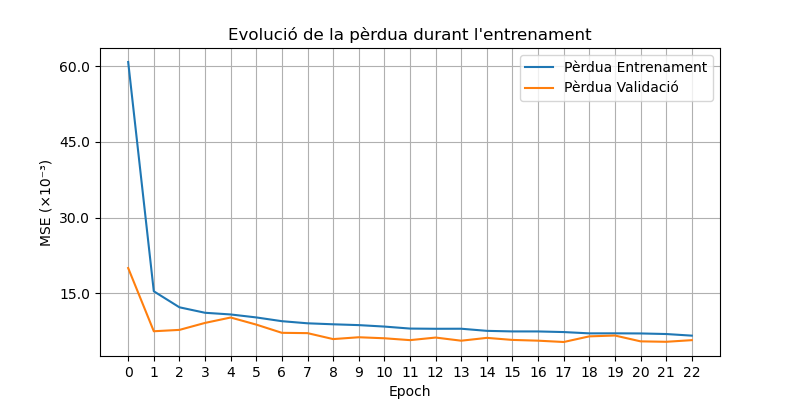 Evolució de la pèrdua durant l'entrenament
Pèrdua Entrenament
Pèrdua Validació
MSE (×10⁻³)
60.0
45.0
30.0
15.0
0 1 2 3 4 5 6 7 8 9 10 11 12 13 14 15 16 17 18 19 20 21 22
Epoch